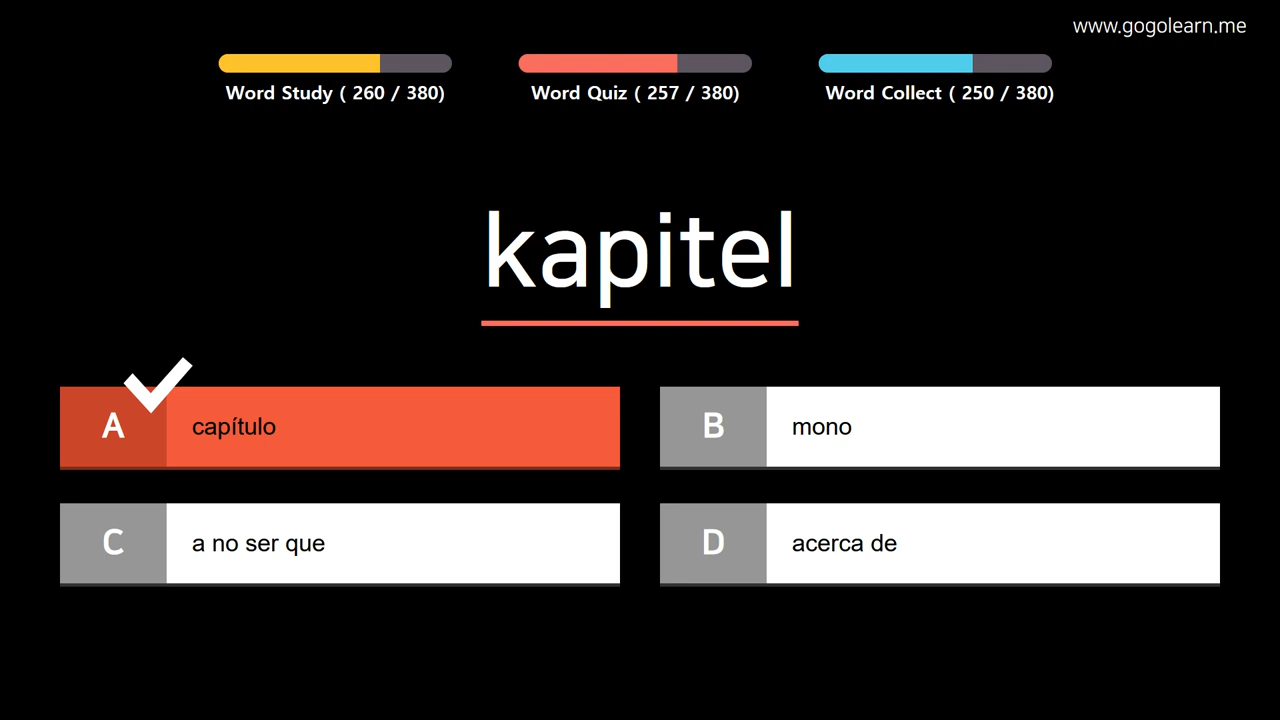 www.gogolearn.me
Word Study ( 260 / 380)
Word Quiz ( 257 / 380)
Word Collect ( 250 / 380)
kapitel
A capítulo
B mono
C a no ser que
D acerca de